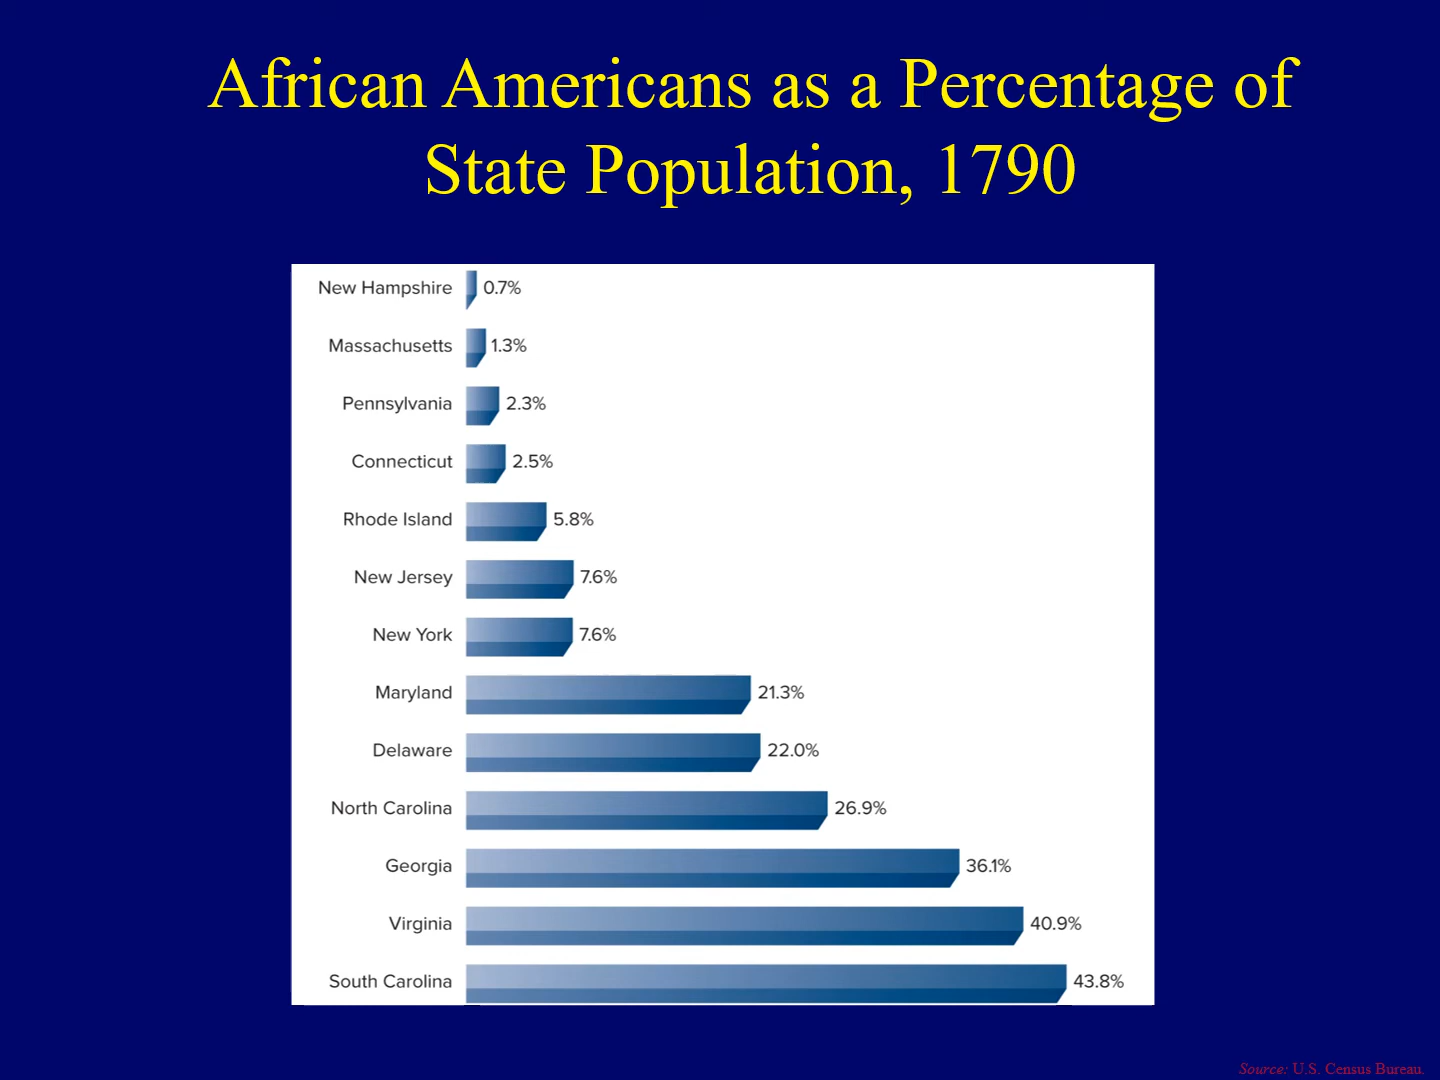 African Americans as a Percentage of
State Population, 1790
New Hampshire 0.7%
Massachusetts 1.3%
Pennsylvania 2.3%
Connecticut 2.5%
Rhode Island 5.8%
New Jersey 7.6%
New York 7.6%
Maryland 21.3%
Delaware 22.0%
North Carolina 26.9%
Georgia 36.1%
Virginia 40.9%
South Carolina 43.8%
Source: U.S. Census Bureau.